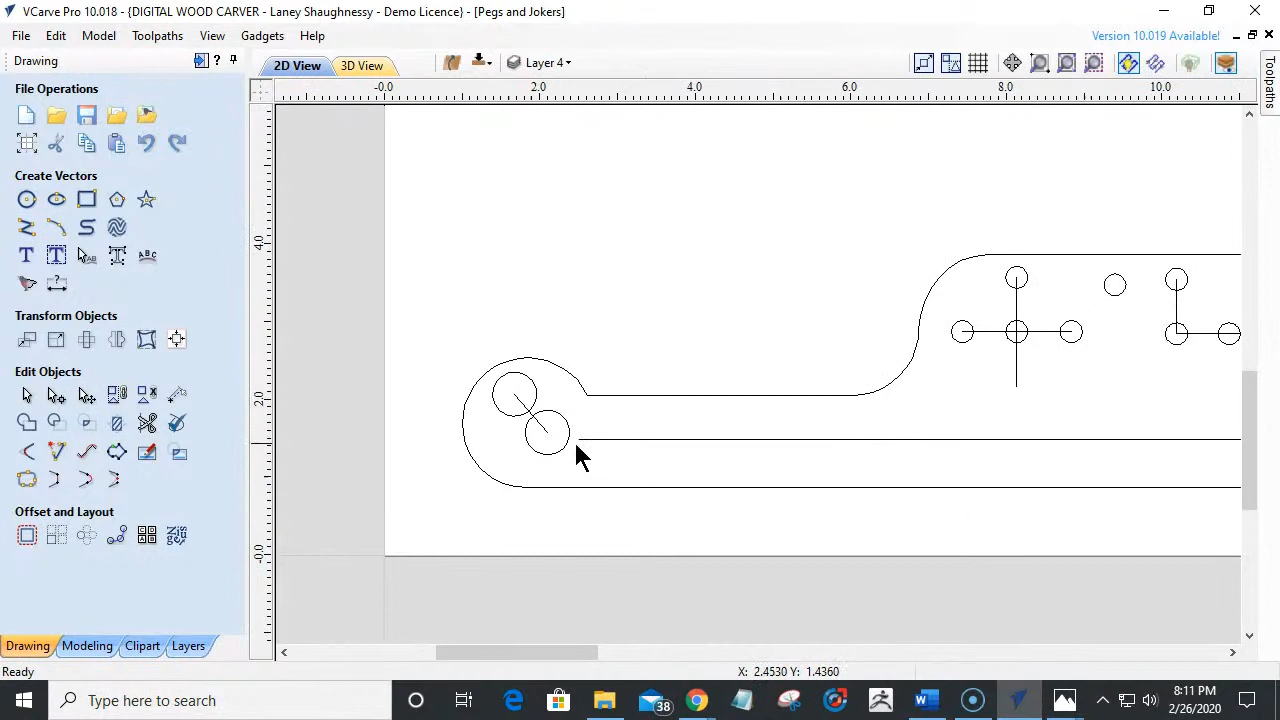 VCarve Pro 10.018 - {DIGITAL WOOD CARVER - Laney Shaughnessy - Demo Licence} - [Pegs and Jokers]
File Edit Model Toolpaths View Gadgets Help Version 10.019 Available!
Drawing ? 2D View 3D View Layer 4
File Operations
-0.0 2.0 4.0 6.0 8.0 10.0
Toolpaths
Create Vectors
T T T ABC
AB
4.0
Transform Objects
Edit Objects
2.0
Offset and Layout
-0.0
Drawing Modeling Clipart Layers
Ready X: 2.4530 Y: 1.4360
Type here to search 38 8:11 PM
2/26/2020